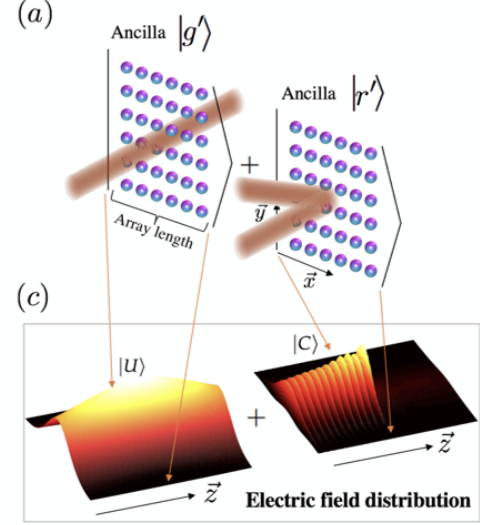 (a)
Ancilla |g′⟩
Ancilla |r′⟩
+
y⃗
Array length
x⃗
(c)
|U⟩
|C⟩
+
z⃗
z⃗
Electric field distribution